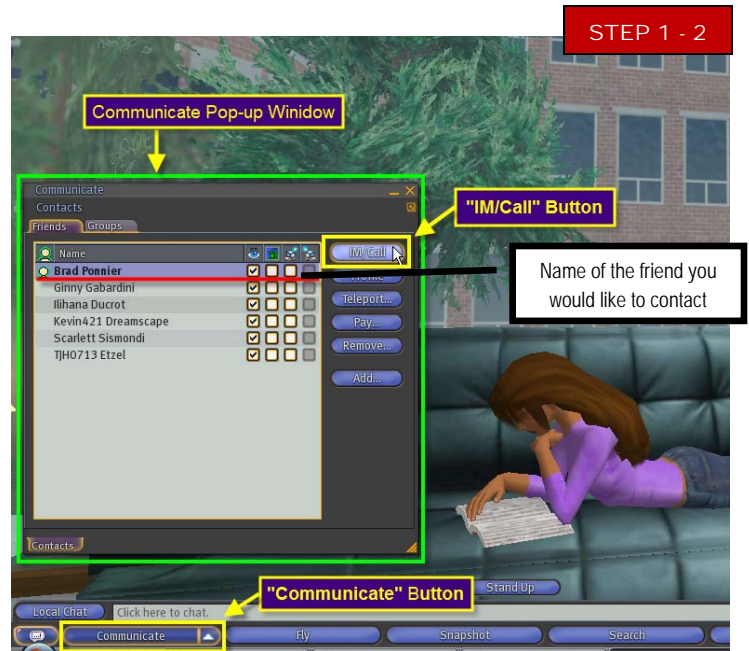 STEP 1 - 2
Communicate Pop-up Winidow
Communicate
Contacts
Friends Groups
"IM/Call" Button
Name
IM/Call
Brad Ponnier
Profile
Name of the friend you
would like to contact
Ginny Gabardini
Ilihana Ducrot
Teleport...
Kevin421 Dreamscape
Pay...
Scarlett Sismondi
Remove...
TJH0713 Etzel
Add...
Contacts
"Communicate" Button
Stand Up
Local Chat
Click here to chat.
Communicate
Fly
Snapshot
Search